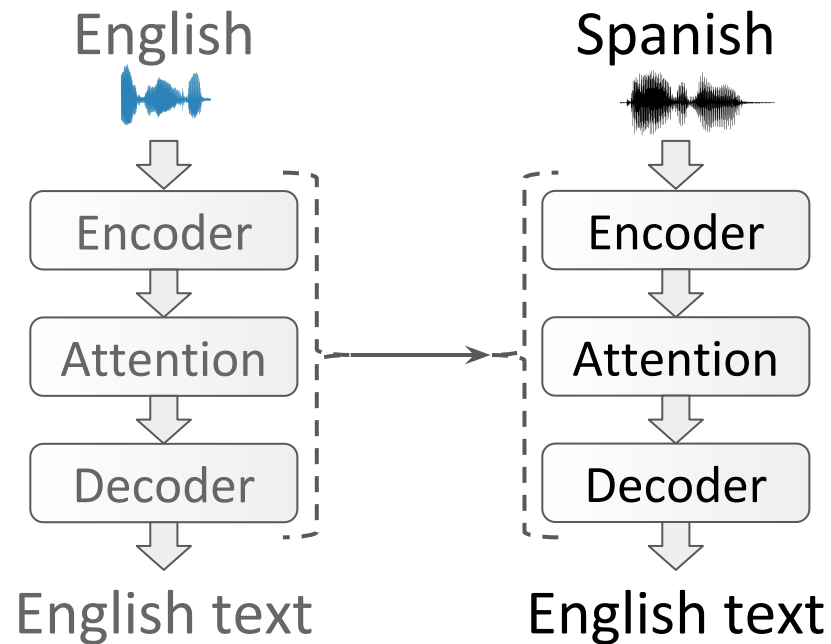 English
Encoder
Attention
Decoder
English text
Spanish
Encoder
Attention
Decoder
English text